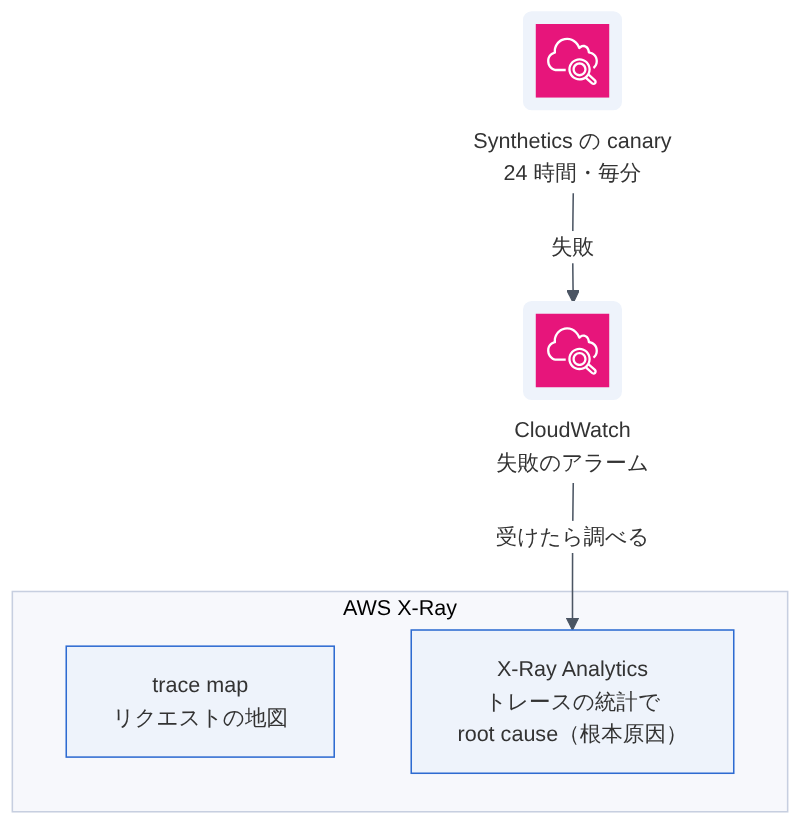 Synthetics の canary
24 時間・毎分
失敗
CloudWatch
失敗のアラーム
受けたら調べる
AWS X-Ray
trace map
リクエストの地図
X-Ray Analytics
トレースの統計で
root cause（根本原因）